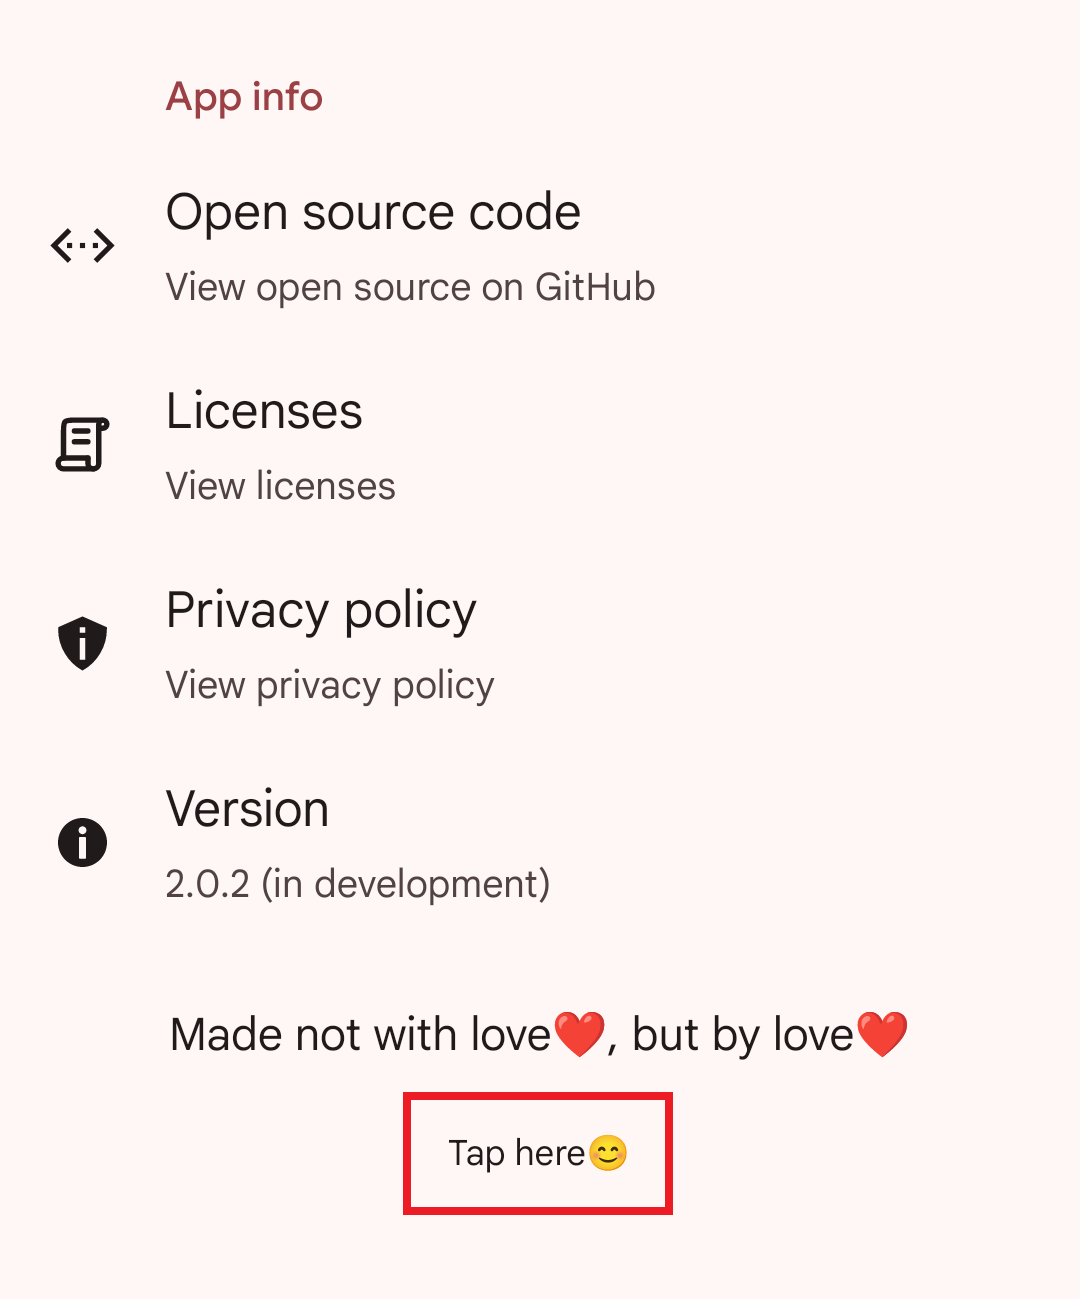 App info
Open source code
View open source on GitHub
Licenses
View licenses
Privacy policy
View privacy policy
Version
2.0.2 (in development)
Made not with love❤️, but by love❤️
Tap here😊